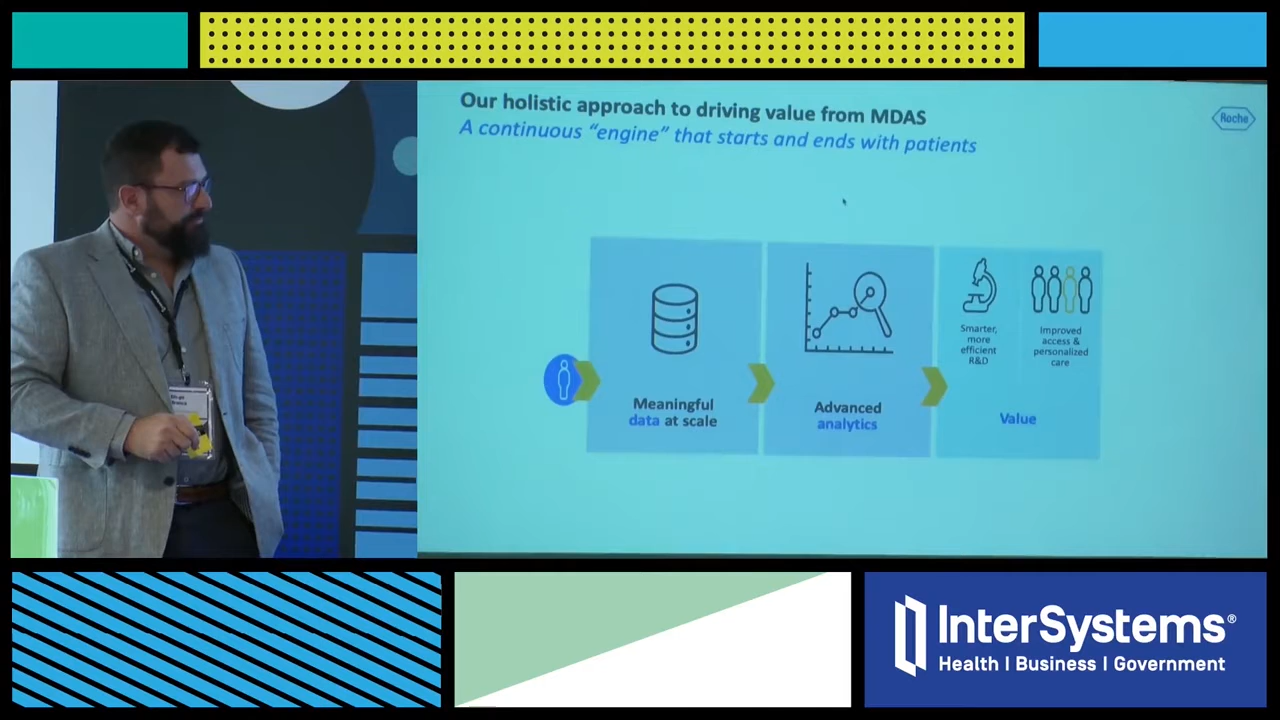 Our holistic approach to driving value from MDAS
A continuous “engine” that starts and ends with patients
Roche
Meaningful
data at scale
Advanced
analytics
Smarter,
more
efficient
R&D
Improved
access &
personalized
care
Value
InterSystems®
Health | Business | Government